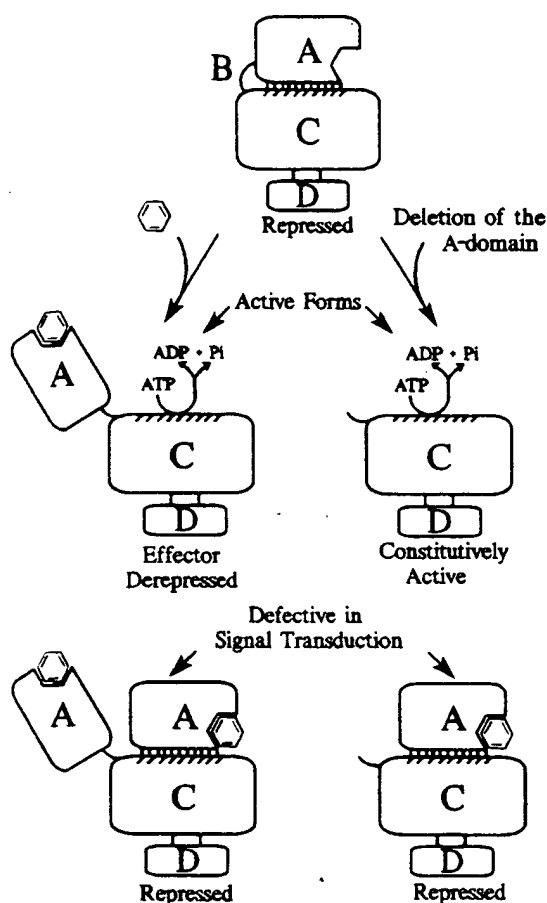 A
B
C
D
Repressed
Deletion of the
A-domain
Active Forms
ADP + Pi
ATP
A
C
D
Effector
Derepressed
ADP + Pi
ATP
C
D
Constitutively
Active
Defective in
Signal Transduction
A
A
C
D
Repressed
A
C
D
Repressed